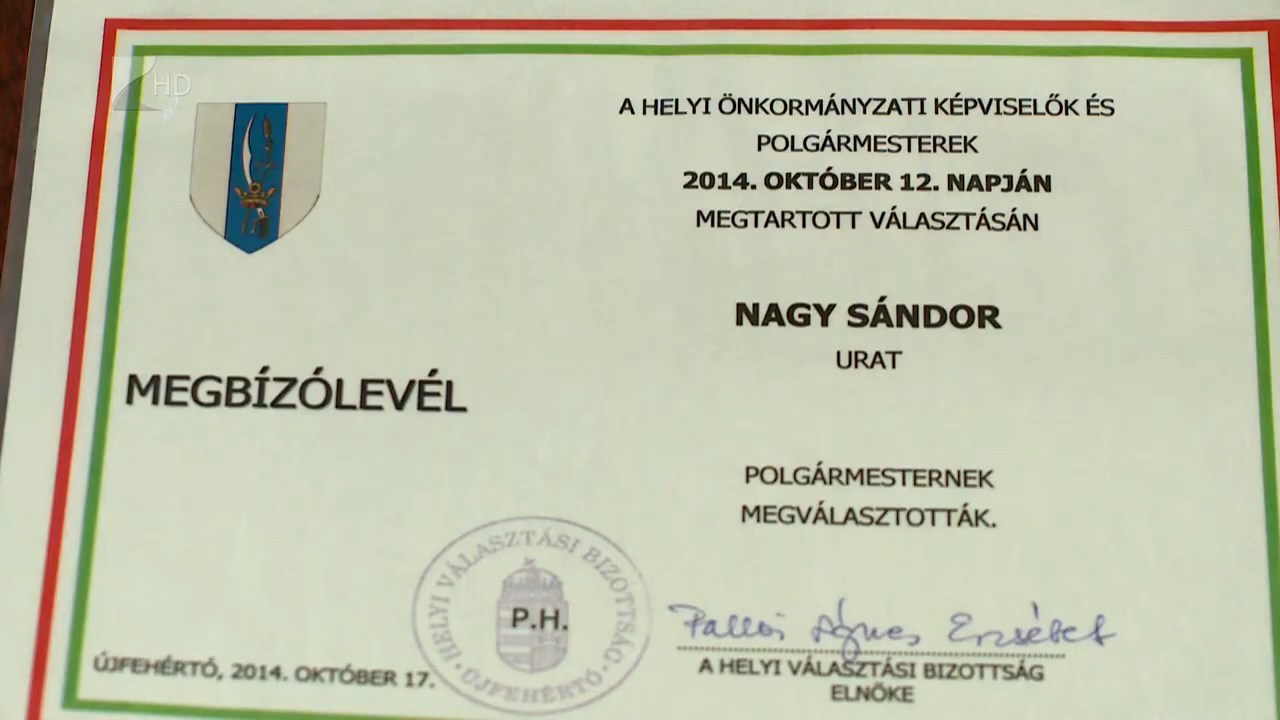 HD
A HELYI ÖNKORMÁNYZATI KÉPVISELŐK ÉS
POLGÁRMESTEREK
2014. OKTÓBER 12. NAPJÁN
MEGTARTOTT VÁLASZTÁSÁN
NAGY SÁNDOR
URAT
MEGBÍZÓLEVÉL
POLGÁRMESTERNEK
MEGVÁLASZTOTTÁK.
HELYI VÁLASZTÁSI BIZOTTSÁG
P.H.
ÚJFEHÉRTÓ
Ágnes Erzsébet
ÚJFEHÉRTÓ, 2014. OKTÓBER 17.
A HELYI VÁLASZTÁSI BIZOTTSÁG
ELNÖKE